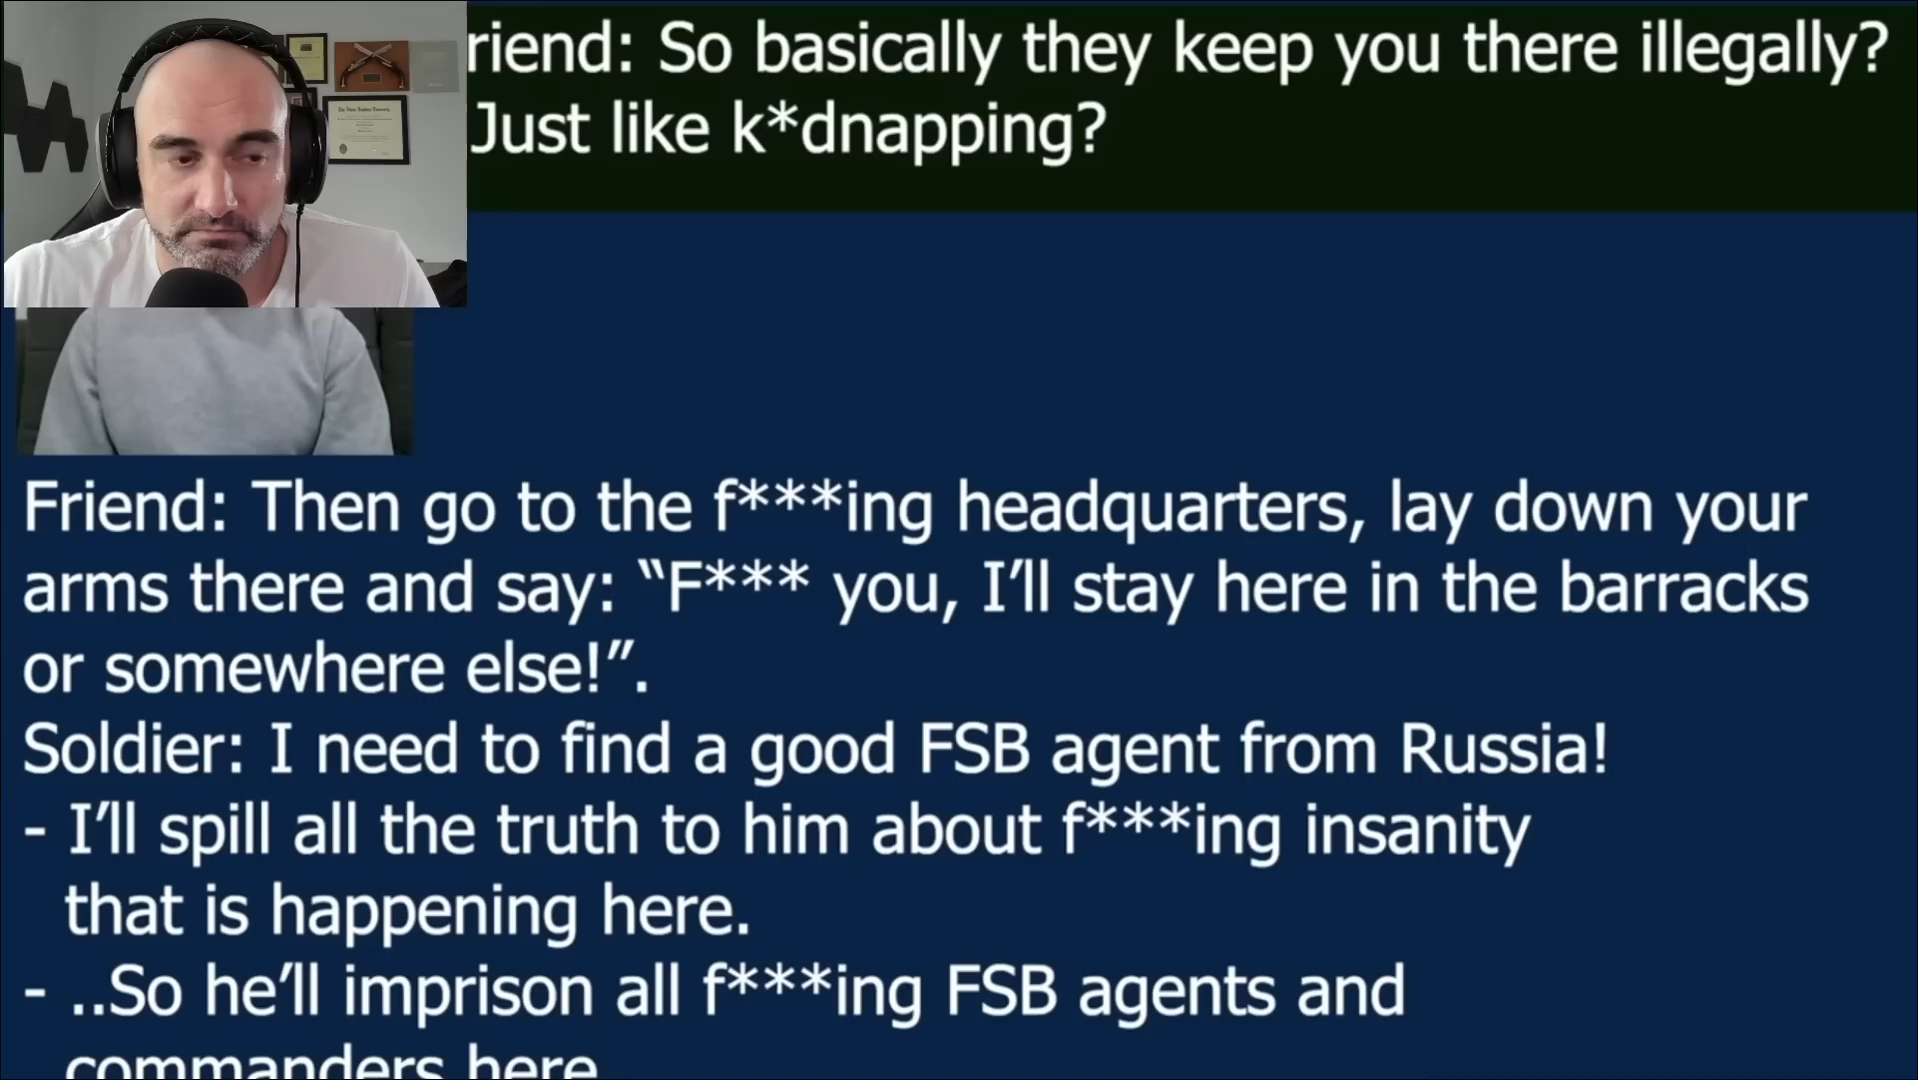 riend: So basically they keep you there illegally?
Just like k*dnapping?
Friend: Then go to the f***ing headquarters, lay down your
arms there and say: “F*** you, I’ll stay here in the barracks
or somewhere else!”.
Soldier: I need to find a good FSB agent from Russia!
- I’ll spill all the truth to him about f***ing insanity
that is happening here.
- ..So he’ll imprison all f***ing FSB agents and
commanders here